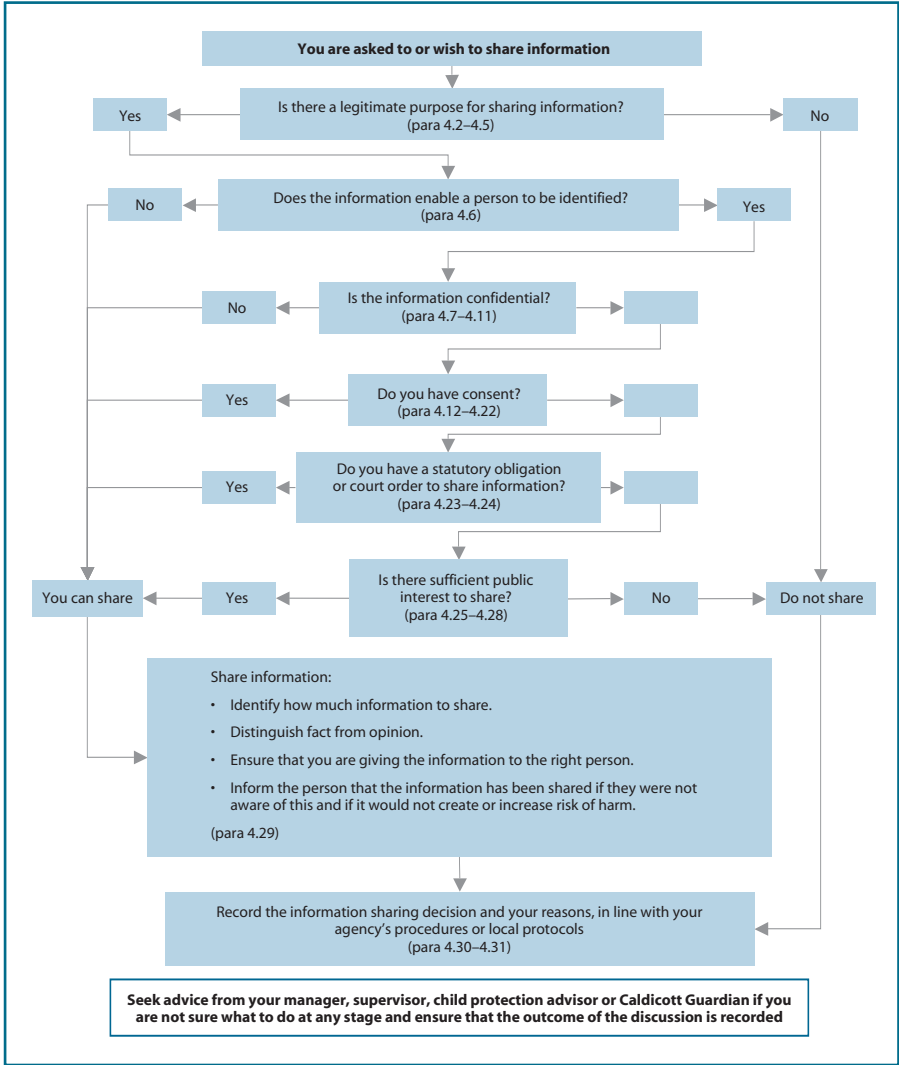 You are asked to or wish to share information
Is there a legitimate purpose for sharing information?
(para 4.2–4.5)
Yes
No
Does the information enable a person to be identified?
(para 4.6)
No
Yes
Is the information confidential?
(para 4.7–4.11)
No
Do you have consent?
(para 4.12–4.22)
Yes
Do you have a statutory obligation
or court order to share information?
(para 4.23–4.24)
Yes
Is there sufficient public
interest to share?
(para 4.25–4.28)
You can share
Yes
No
Do not share
Share information:
• Identify how much information to share.
• Distinguish fact from opinion.
• Ensure that you are giving the information to the right person.
• Inform the person that the information has been shared if they were not
aware of this and if it would not create or increase risk of harm.
(para 4.29)
Record the information sharing decision and your reasons, in line with your
agency’s procedures or local protocols
(para 4.30–4.31)
Seek advice from your manager, supervisor, child protection advisor or Caldicott Guardian if you
are not sure what to do at any stage and ensure that the outcome of the discussion is recorded